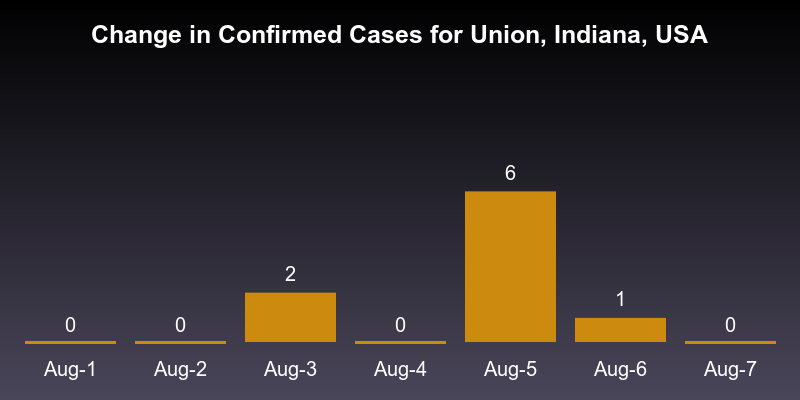 Change in Confirmed Cases for Union, Indiana, USA
6
2
1
0 0 0 0
Aug-1 Aug-2 Aug-3 Aug-4 Aug-5 Aug-6 Aug-7